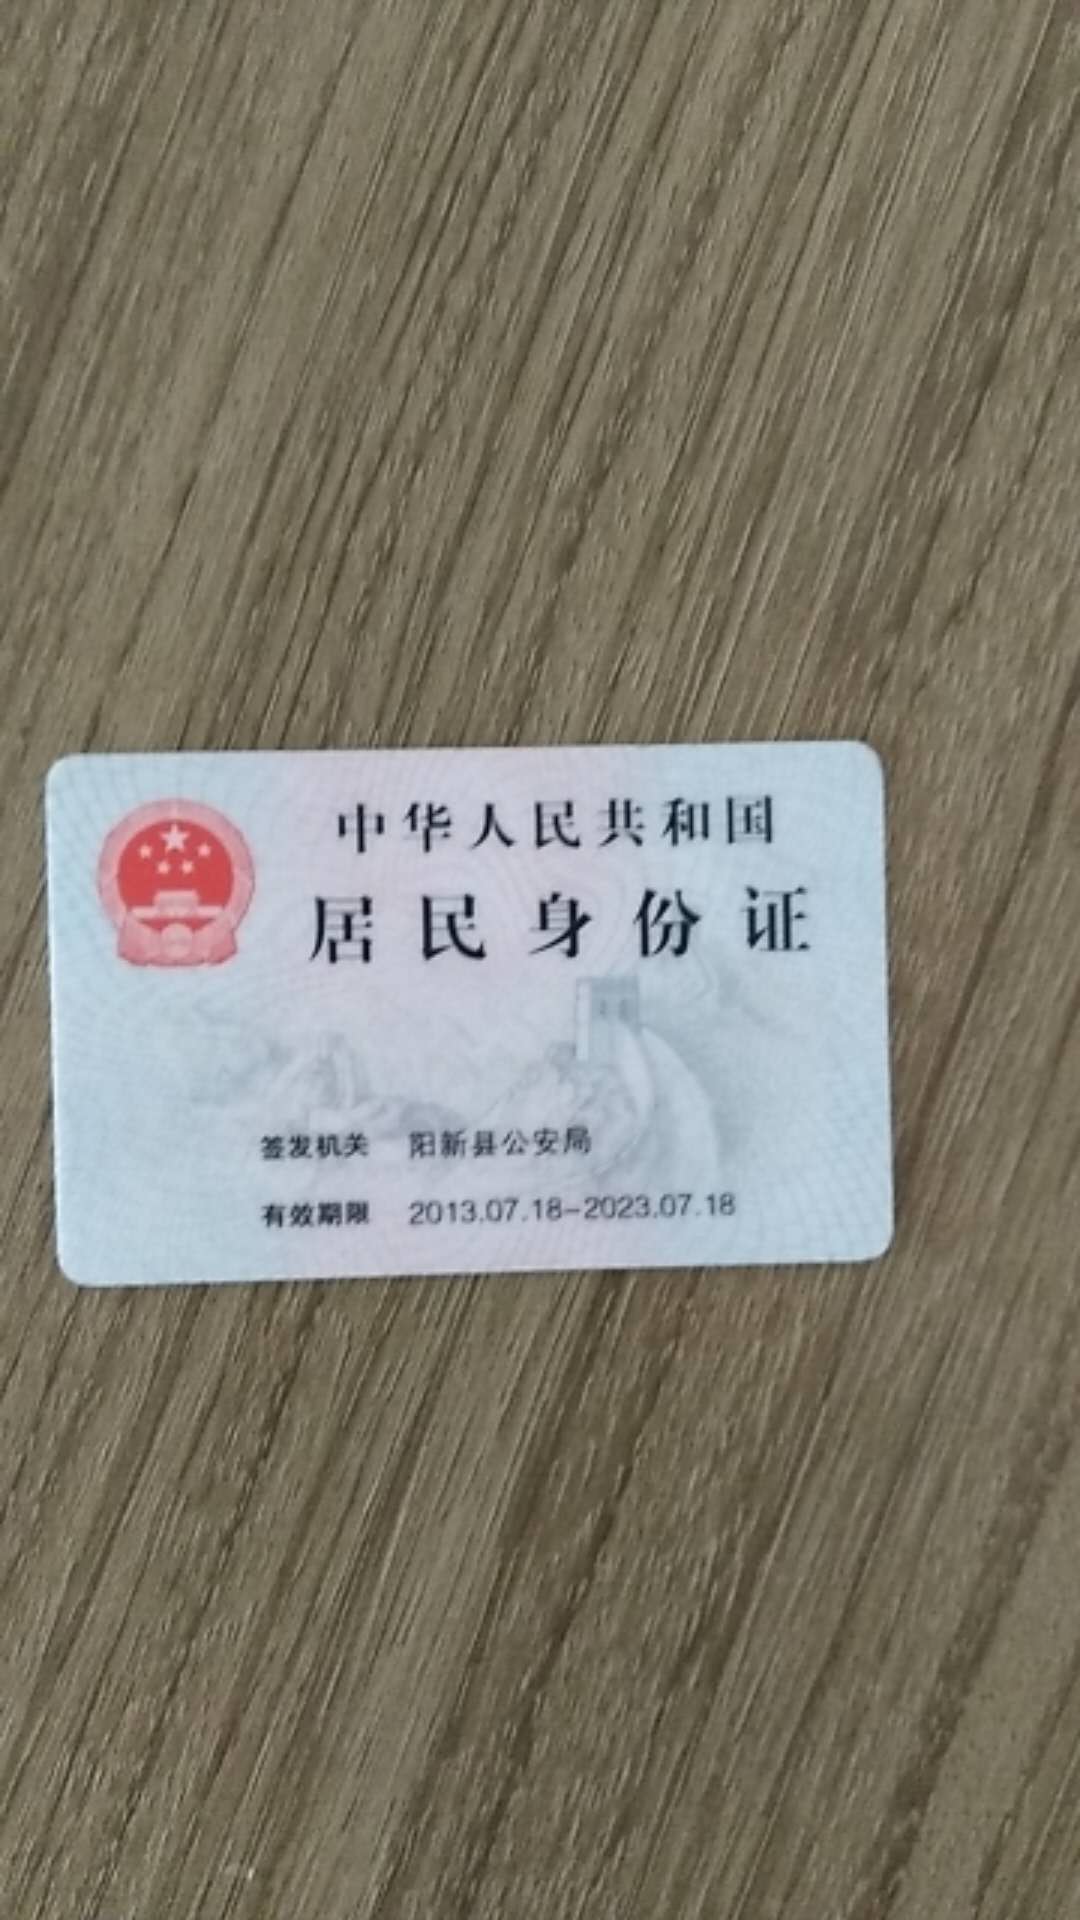 中华人民共和国
居民身份证
签发机关 阳新县公安局
有效期限 2013.07.18-2023.07.18